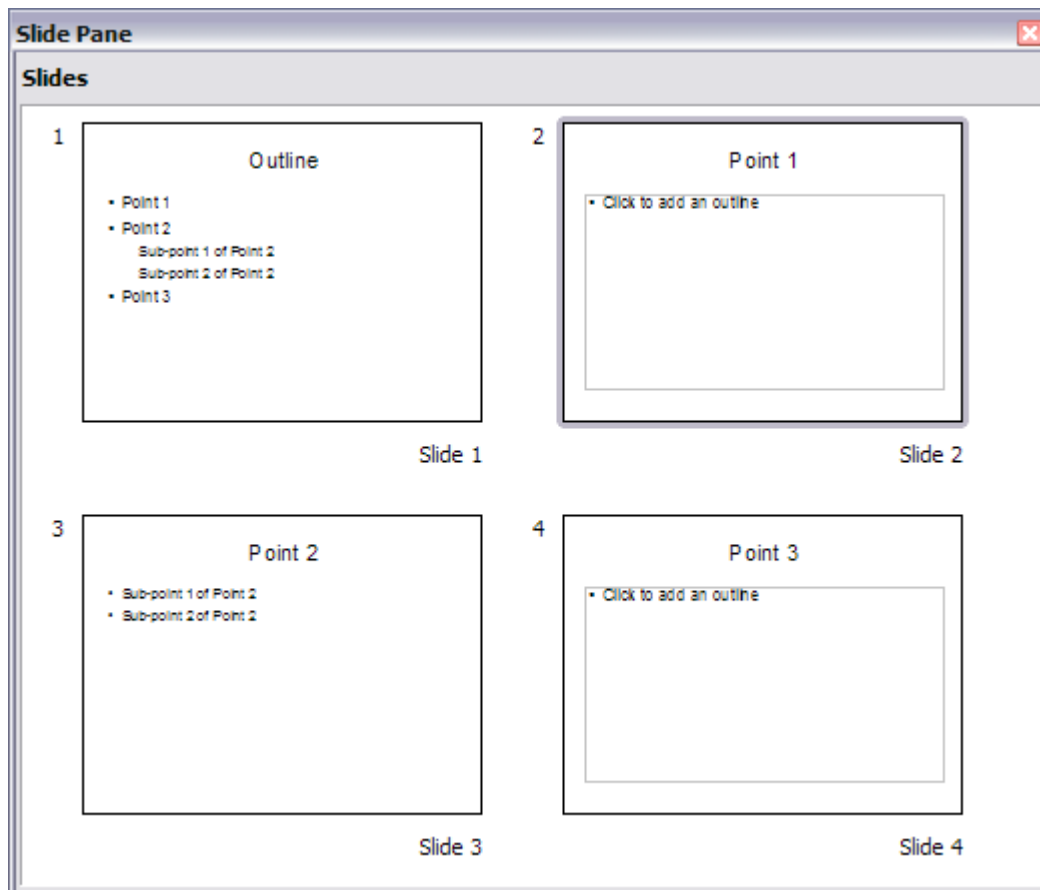 Slide Pane
Slides
1
Outline
• Point 1
• Point 2
Sub-point 1 of Point 2
Sub-point 2 of Point 2
• Point 3
Slide 1
2
Point 1
• Click to add an outline
Slide 2
3
Point 2
• Sub-point 1 of Point 2
• Sub-point 2 of Point 2
Slide 3
4
Point 3
• Click to add an outline
Slide 4